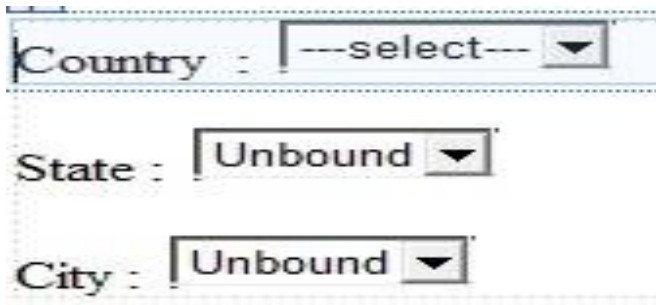 Country : ---select---
State : Unbound
City : Unbound